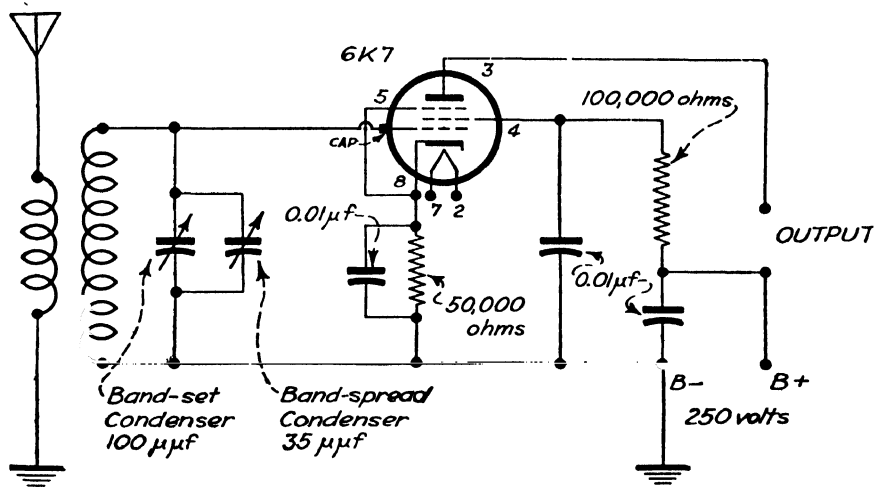 6K7
3
5
100,000 ohms
4
CAP
8
7
2
0.01μf
OUTPUT
0.01μf
50,000
ohms
B-
B+
250 volts
Band-set
Condenser
100 μμf
Band-spread
Condenser
35 μμf